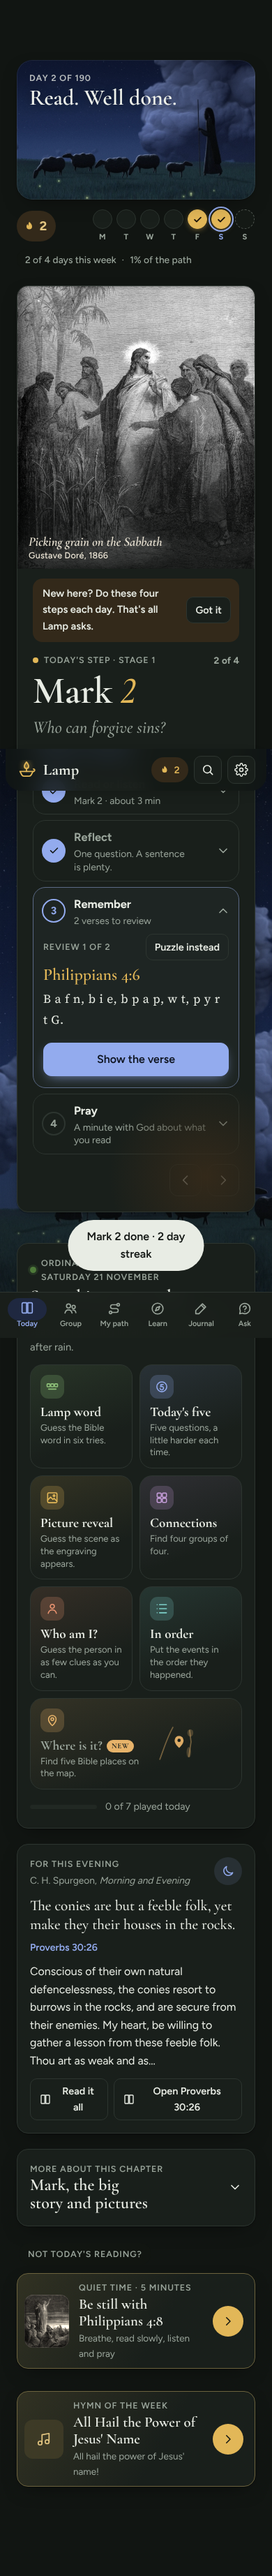 DAY 2 OF 190
Read. Well done.
2
M T W T F S S
2 of 4 days this week · 1% of the path
Picking grain on the Sabbath
Gustave Doré, 1866
New here? Do these four
steps each day. That's all
Lamp asks.
Got it
TODAY'S STEP · STAGE 1
2 of 4
Mark 2
Who can forgive sins?
Lamp
2
Mark 2 · about 3 min
Reflect
One question. A sentence
is plenty.
3
Remember
2 verses to review
REVIEW 1 OF 2
Puzzle instead
Philippians 4:6
B a f n, b i e, b p a p, w t, p y r
t G.
Show the verse
4
Pray
A minute with God about what
you read
Mark 2 done · 2 day
streak
SATURDAY 21 NOVEMBER
Today
Group
My path
Learn
Journal
Ask
after rain.
Lamp word
Guess the Bible
word in six tries.
Today's five
Five questions, a
little harder each
time.
Picture reveal
Guess the scene as
the engraving
appears.
Connections
Find four groups of
four.
Who am I?
Guess the person in
as few clues as you
can.
In order
Put the events in
the order they
happened.
Where is it? NEW
Find five Bible places on
the map.
0 of 7 played today
FOR THIS EVENING
C. H. Spurgeon, Morning and Evening
The conies are but a feeble folk, yet
make they their houses in the rocks.
Proverbs 30:26
Conscious of their own natural
defencelessness, the conies resort to
burrows in the rocks, and are secure from
their enemies. My heart, be willing to
gather a lesson from these feeble folk.
Thou art as weak and as...
Read it
all
Open Proverbs
30:26
MORE ABOUT THIS CHAPTER
Mark, the big
story and pictures
NOT TODAY'S READING?
QUIET TIME · 5 MINUTES
Be still with
Philippians 4:8
Breathe, read slowly, listen
and pray
HYMN OF THE WEEK
All Hail the Power of
Jesus' Name
All hail the power of Jesus'
name!